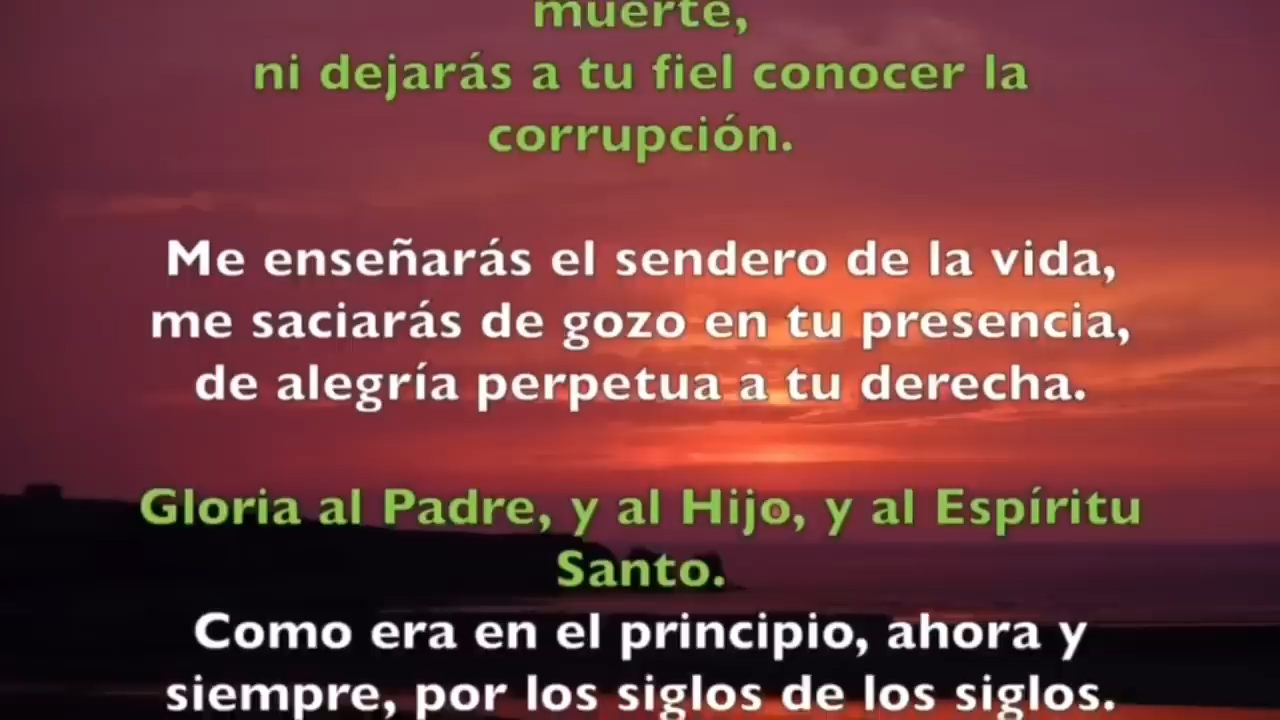 muerte,
ni dejarás a tu fiel conocer la
corrupción.
Me enseñarás el sendero de la vida,
me saciarás de gozo en tu presencia,
de alegría perpetua a tu derecha.
Gloria al Padre, y al Hijo, y al Espíritu
Santo.
Como era en el principio, ahora y
siempre, por los siglos de los siglos.